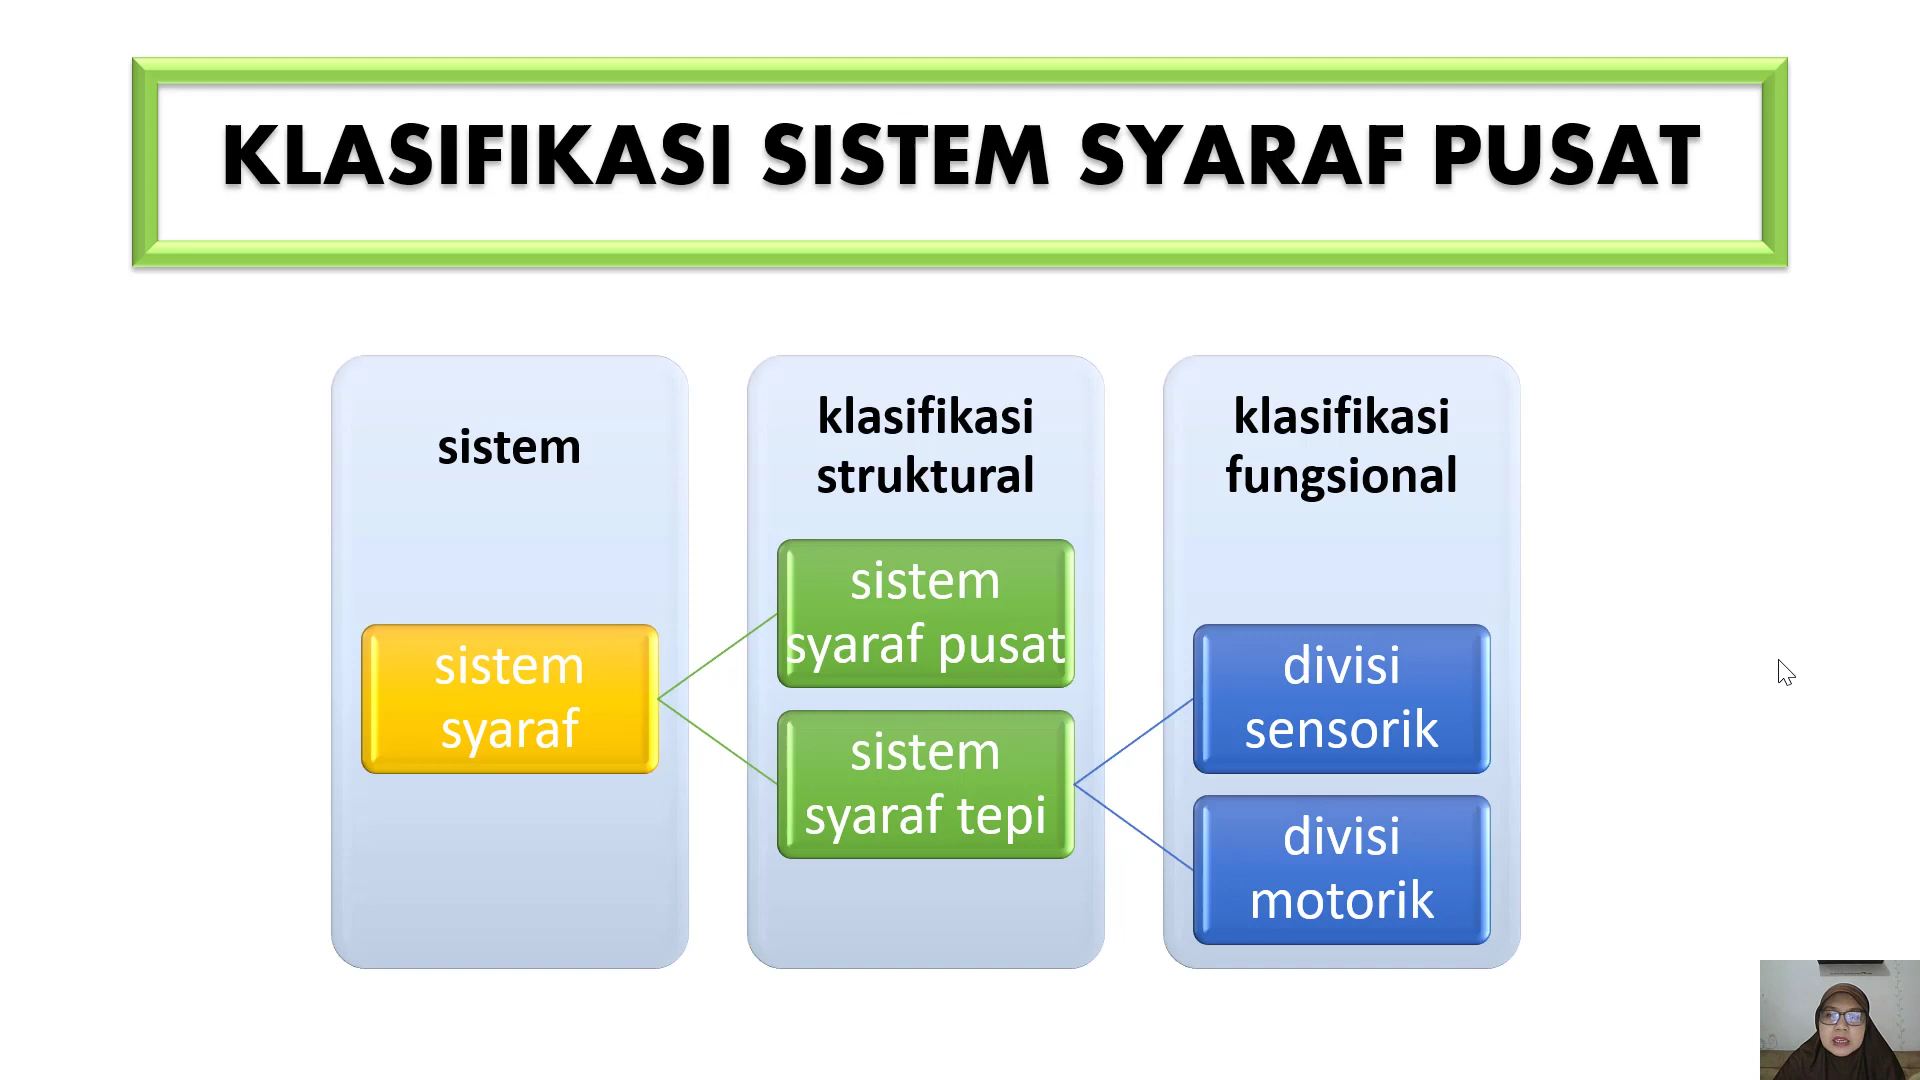 KLASIFIKASI SISTEM SYARAF PUSAT
sistem
klasifikasi
struktural
klasifikasi
fungsional
sistem
syaraf
sistem
syaraf pusat
sistem
syaraf tepi
divisi
sensorik
divisi
motorik